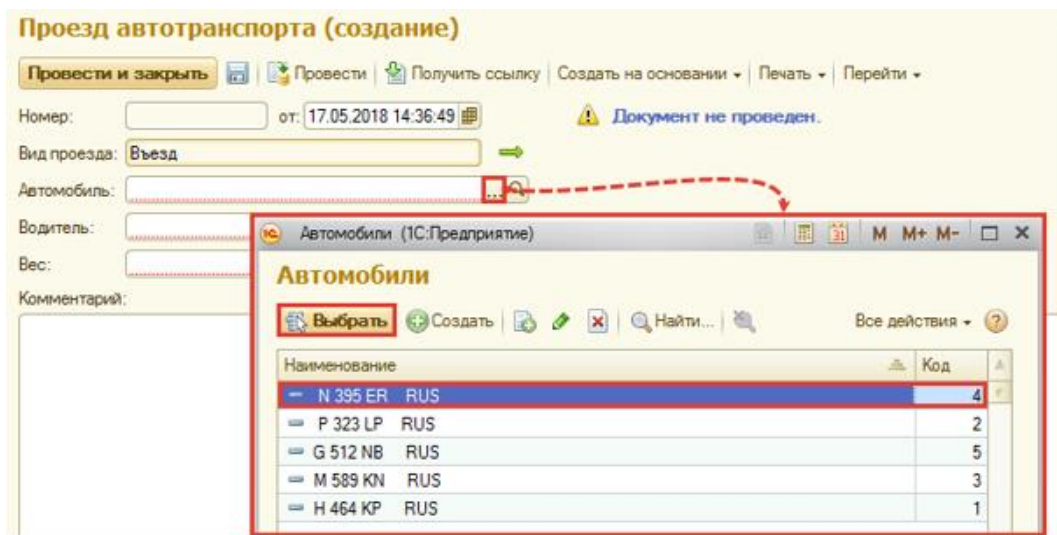 Проезд автотранспорта (создание)
Провести и закрыть Провести Получить ссылку Создать на основании Печать Перейти
Номер: от: 17.05.2018 14:36:49 Документ не проведен.
Вид проезда: Въезд
Автомобиль: ...
Водитель:
Вес:
Комментарий:
1С Автомобили (1С:Предприятие) 31 M M+ M-
Автомобили
Выбрать Создать Найти... Все действия ?
Наименование Код
N 395 ER RUS 4
P 323 LP RUS 2
G 512 NB RUS 5
M 589 KN RUS 3
H 464 KP RUS 1